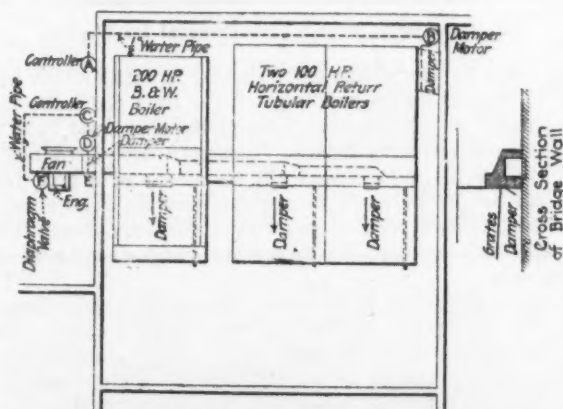 Water Pipe
B
Damper
Motor
Controller
A
200 HP.
B. & W.
Boiler
Two 100 HP.
Horizontal Return
Tubular Boilers
Damper
Water Pipe
Controller
C
D
Damper Motor
Damper
Fan
F
Eng.
Diaphragm
Valve
Damper
Damper
Damper
Grates
Damper
Cross Section
of Bridge Wall